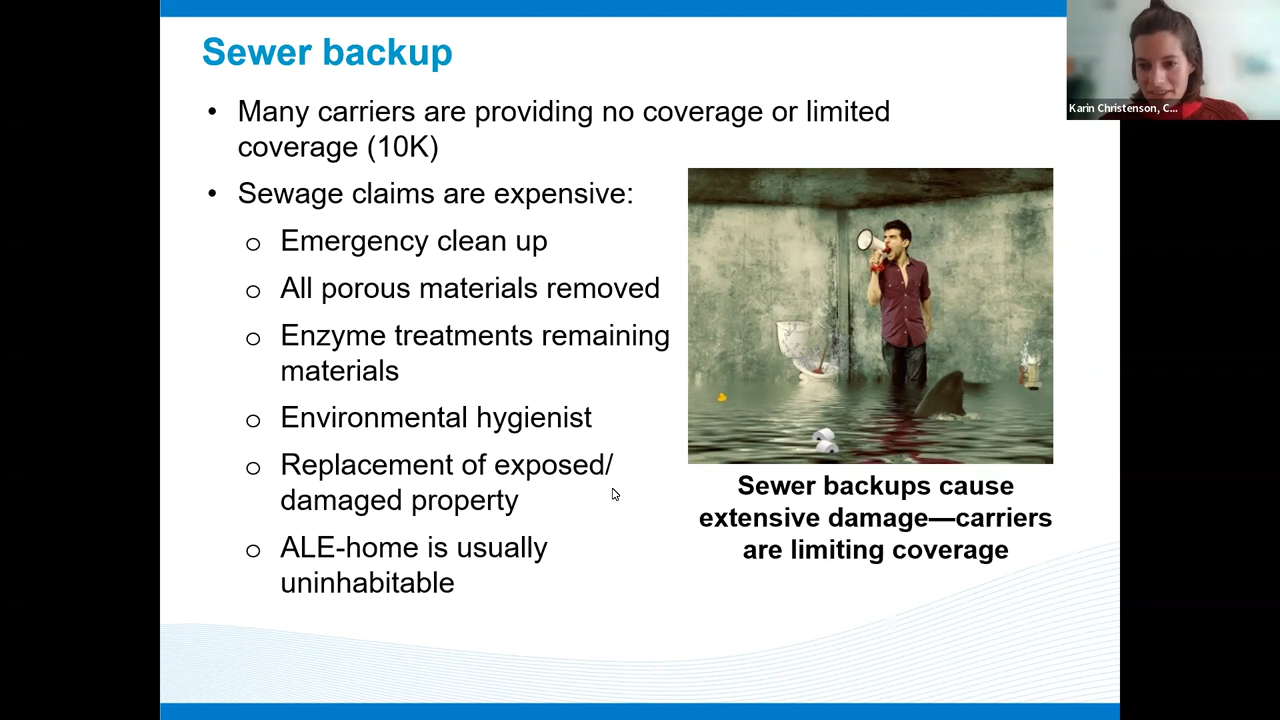 Sewer backup
• Many carriers are providing no coverage or limited
coverage (10K)
• Sewage claims are expensive:
o Emergency clean up
o All porous materials removed
o Enzyme treatments remaining
materials
o Environmental hygienist
o Replacement of exposed/
damaged property
o ALE-home is usually
uninhabitable
Sewer backups cause
extensive damage—carriers
are limiting coverage
Karin Christenson, C...